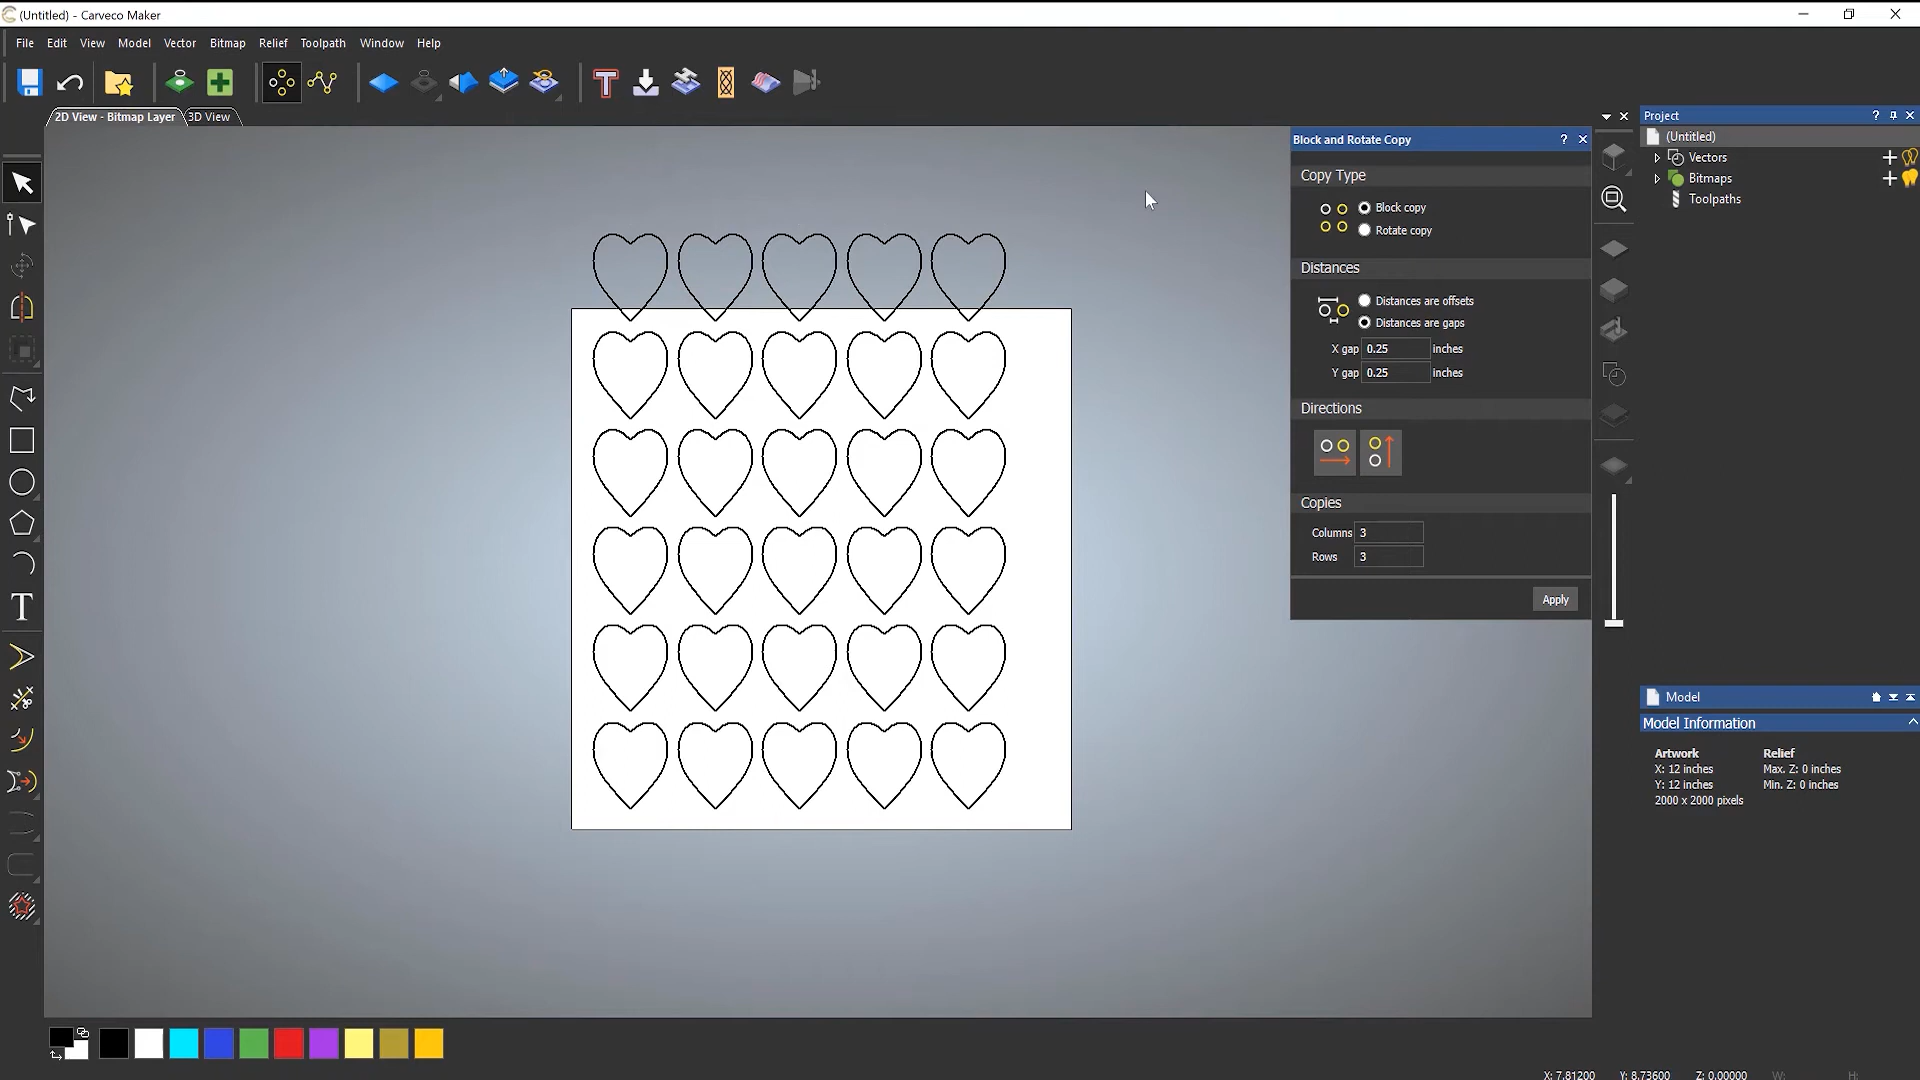 (Untitled) - Carveco Maker
File Edit View Model Vector Bitmap Relief Toolpath Window Help
2D View - Bitmap Layer 3D View
Project
(Untitled)
Vectors
Bitmaps
Toolpaths
Block and Rotate Copy
Copy Type
Block copy
Rotate copy
Distances
Distances are offsets
Distances are gaps
X gap 0.25 inches
Y gap 0.25 inches
Directions
Copies
Columns 3
Rows 3
Apply
T
Model
Model Information
Artwork Relief
X: 12 inches Max. Z: 0 inches
Y: 12 inches Min. Z: 0 inches
2000 x 2000 pixels
X: 7.81200 Y: 8.73600 Z: 0.00000 W: H: